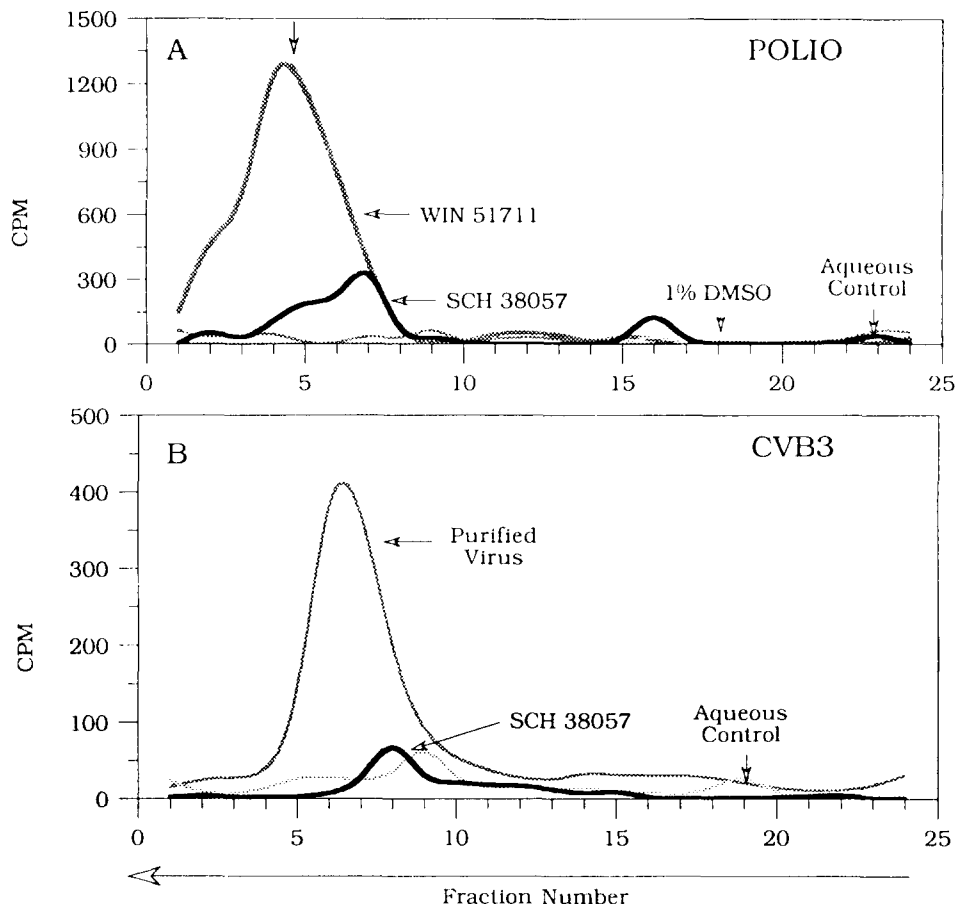 1500
A
POLIO
1200
900
WIN 51711
600
Aqueous
Control
1% DMSO
SCH 38057
300
0
0 5 10 15 20 25
CPM
500
B
CVB3
400
Purified
Virus
300
200
SCH 38057
Aqueous
Control
100
0
0 5 10 15 20 25
CPM
Fraction Number